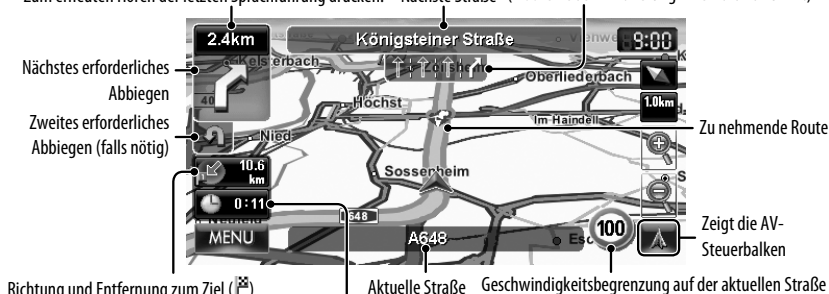 Zum erneuten Hören der letzten Sprachführung drücken.
Nächste Straße
2.4km
Königsteiner Straße
9:00
Kelsterbach
Nächstes erforderliches
Abbiegen
Oberliederbach
40
1.0km
Höchst
Im Haindell
Zweites erforderliches
Abbiegen (falls nötig)
Nied
Zu nehmende Route
10.6
km
Sossenheim
0:11
648
MENU
A648
100
Zeigt die AV-
Steuerbalken
Richtung und Entfernung zum Ziel ( )
Aktuelle Straße
Geschwindigkeitsbegrenzung auf der aktuellen Straße